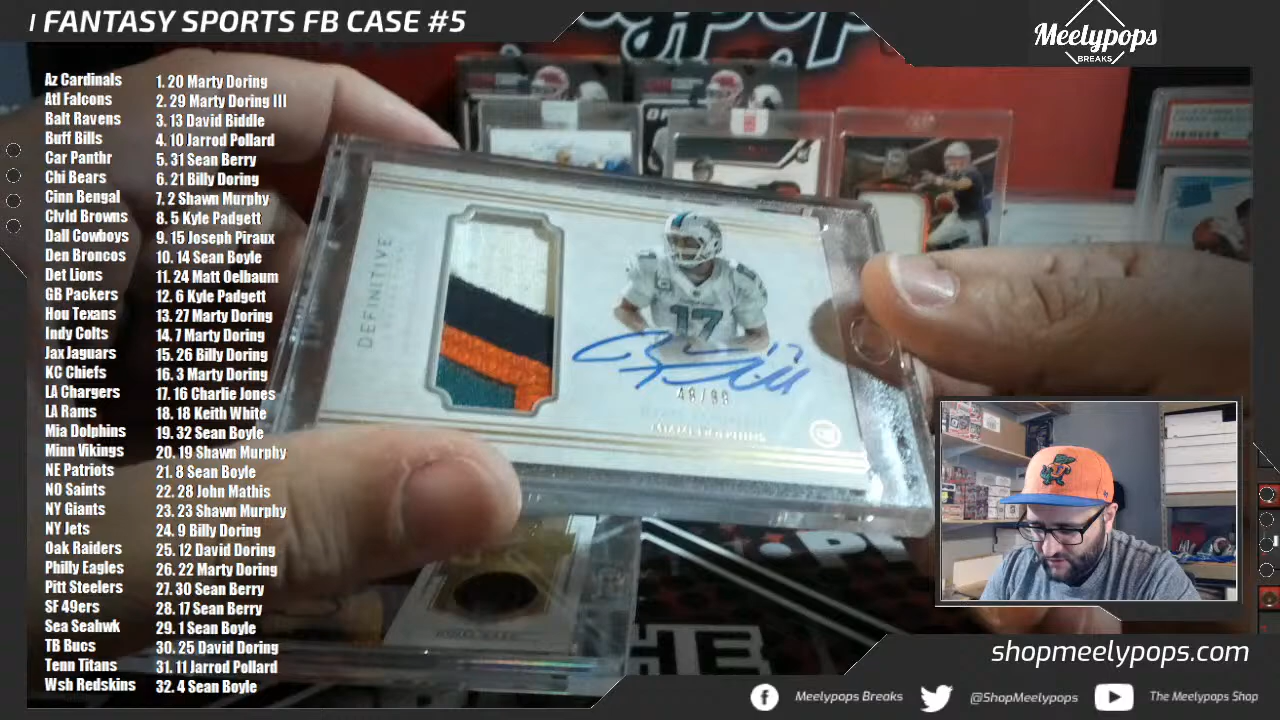 FANTASY SPORTS FB CASE #5
Meelypops
BREAKS
Az Cardinals 1. 20 Marty Doring
Atl Falcons 2. 29 Marty Doring III
Balt Ravens 3. 13 David Biddle
Buff Bills 4. 10 Jarrod Pollard
Car Panthr 5. 31 Sean Berry
Chi Bears 6. 21 Billy Doring
Cinn Bengal 7. 2 Shawn Murphy
Clvld Browns 8. 5 Kyle Padgett
Dall Cowboys 9. 15 Joseph Piraux
Den Broncos 10. 14 Sean Boyle
Det Lions 11. 24 Matt Oelbaum
GB Packers 12. 6 Kyle Padgett
Hou Texans 13. 27 Marty Doring
Indy Colts 14. 7 Marty Doring
Jax Jaguars 15. 26 Billy Doring
KC Chiefs 16. 3 Marty Doring
LA Chargers 17. 16 Charlie Jones
LA Rams 18. 18 Keith White
Mia Dolphins 19. 32 Sean Boyle
Minn Vikings 20. 19 Shawn Murphy
NE Patriots 21. 8 Sean Boyle
NO Saints 22. 28 John Mathis
NY Giants 23. 23 Shawn Murphy
NY Jets 24. 9 Billy Doring
Oak Raiders 25. 12 David Doring
Philly Eagles 26. 22 Marty Doring
Pitt Steelers 27. 30 Sean Berry
SF 49ers 28. 17 Sean Berry
Sea Seahwk 29. 1 Sean Boyle
TB Bucs 30. 25 David Doring
Tenn Titans 31. 11 Jarrod Pollard
Wsh Redskins 32. 4 Sean Boyle
DEFINITIVE
17
17
48/99
MIAMI DOLPHINS
THE
shopmeelypops.com
Meelypops Breaks
@ShopMeelypops
The Meelypops Shop